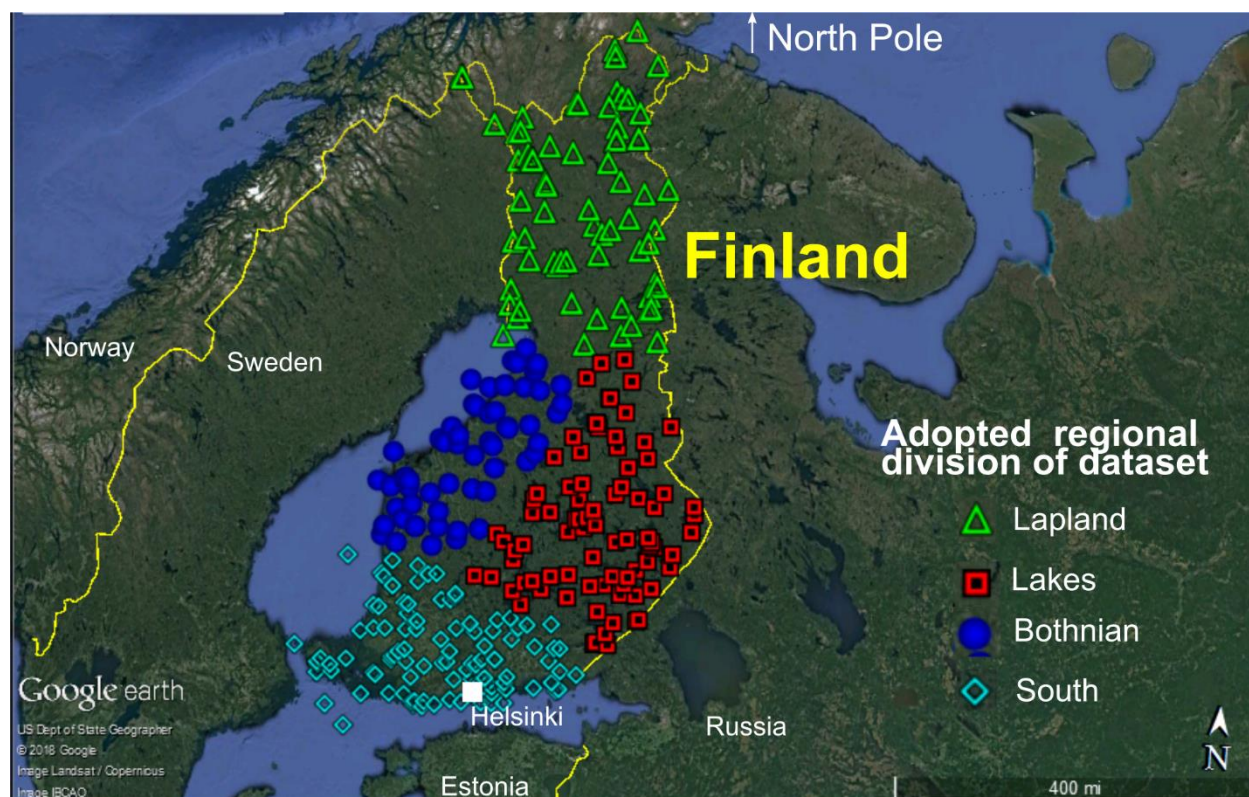 North Pole
Finland
Norway
Sweden
Adopted regional
division of dataset
Lapland
Lakes
Bothnian
South
Google earth
US Dept of State Geographer
© 2018 Google
Image Landsat / Copernicus
Image IBCAO
Helsinki
Russia
Estonia
N
400 mi